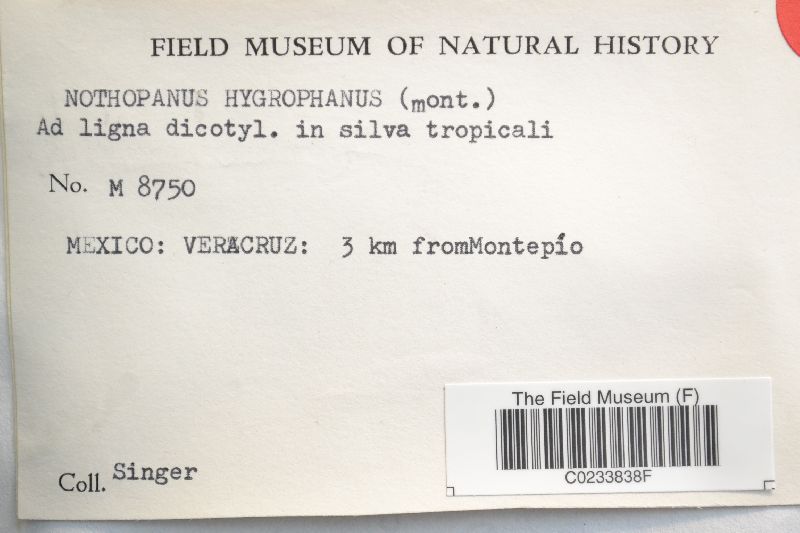 FIELD MUSEUM OF NATURAL HISTORY
NOTHOPANUS HYGROPHANUS (mont.)
Ad ligna dicotyl. in silva tropicali
No. M 8750
MEXICO: VERACRUZ: 3 km fromMontepío
The Field Museum (F)
C0233838F
Coll. Singer